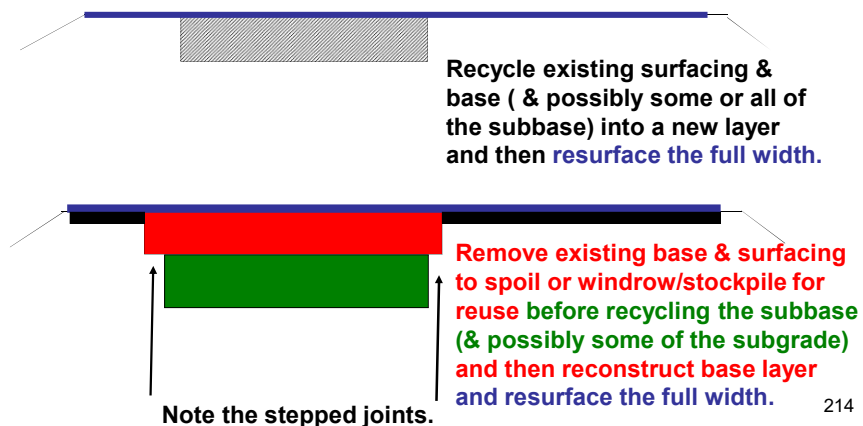 Recycle existing surfacing &
base ( & possibly some or all of
the subbase) into a new layer
and then resurface the full width.
Remove existing base & surfacing
to spoil or windrow/stockpile for
reuse before recycling the subbase
(& possibly some of the subgrade)
and then reconstruct base layer
and resurface the full width.
Note the stepped joints.
214